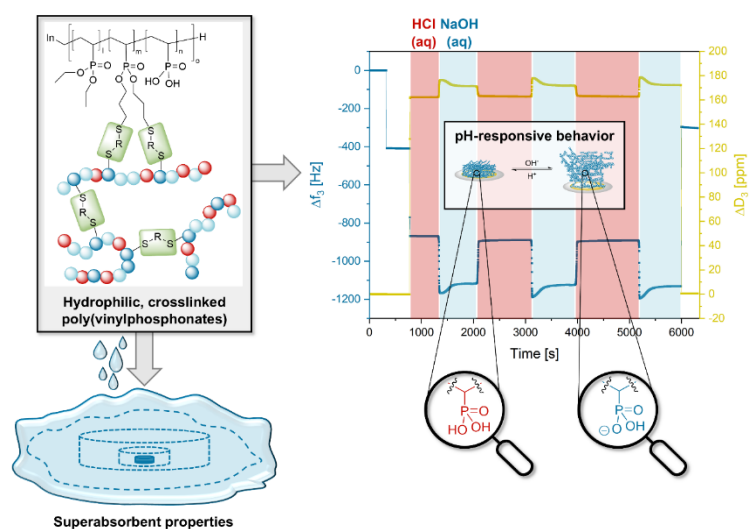 In
H
l
m
n
o
O
P=O
O
O
P=O
O
P=O
HO OH
S
R
S
S
R
S
S
R
S
S
R
S
Hydrophilic, crosslinked
poly(vinylphosphonates)
Superabsorbent properties
HCl NaOH
(aq) (aq)
0
-200
-400
-600
-800
-1000
-1200
Δf3 [Hz]
200
180
160
140
120
100
80
60
40
20
0
-20
ΔD3 [ppm]
0 1000 2000 3000 4000 5000 6000
Time [s]
pH-responsive behavior
OH-
H+
P=O
HO OH
P=O
O OH
⊖